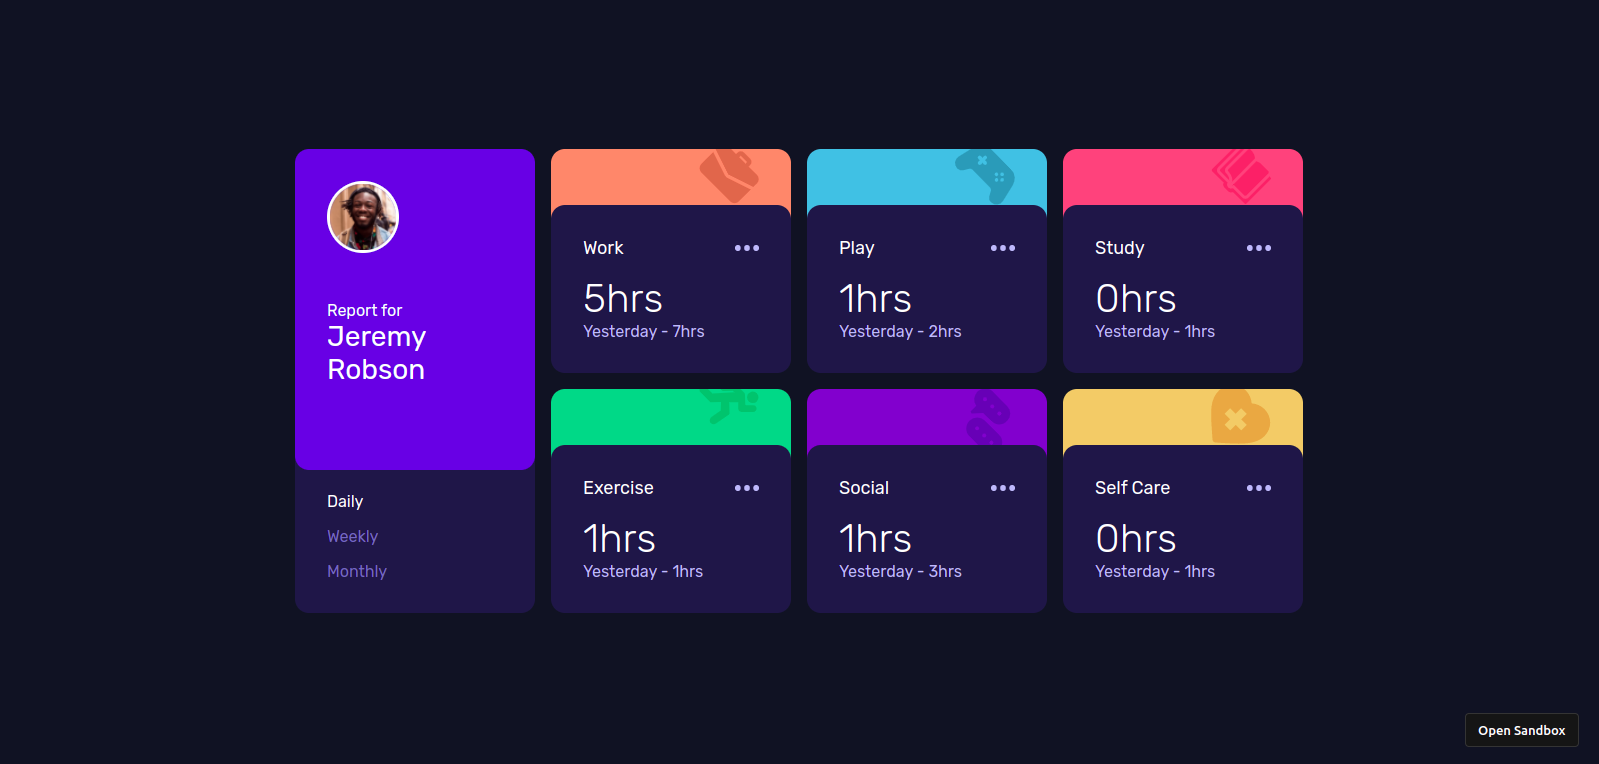 Report for
Jeremy
Robson
Daily
Weekly
Monthly
Work
5hrs
Yesterday - 7hrs
Play
1hrs
Yesterday - 2hrs
Study
0hrs
Yesterday - 1hrs
Exercise
1hrs
Yesterday - 1hrs
Social
1hrs
Yesterday - 3hrs
Self Care
0hrs
Yesterday - 1hrs
Open Sandbox